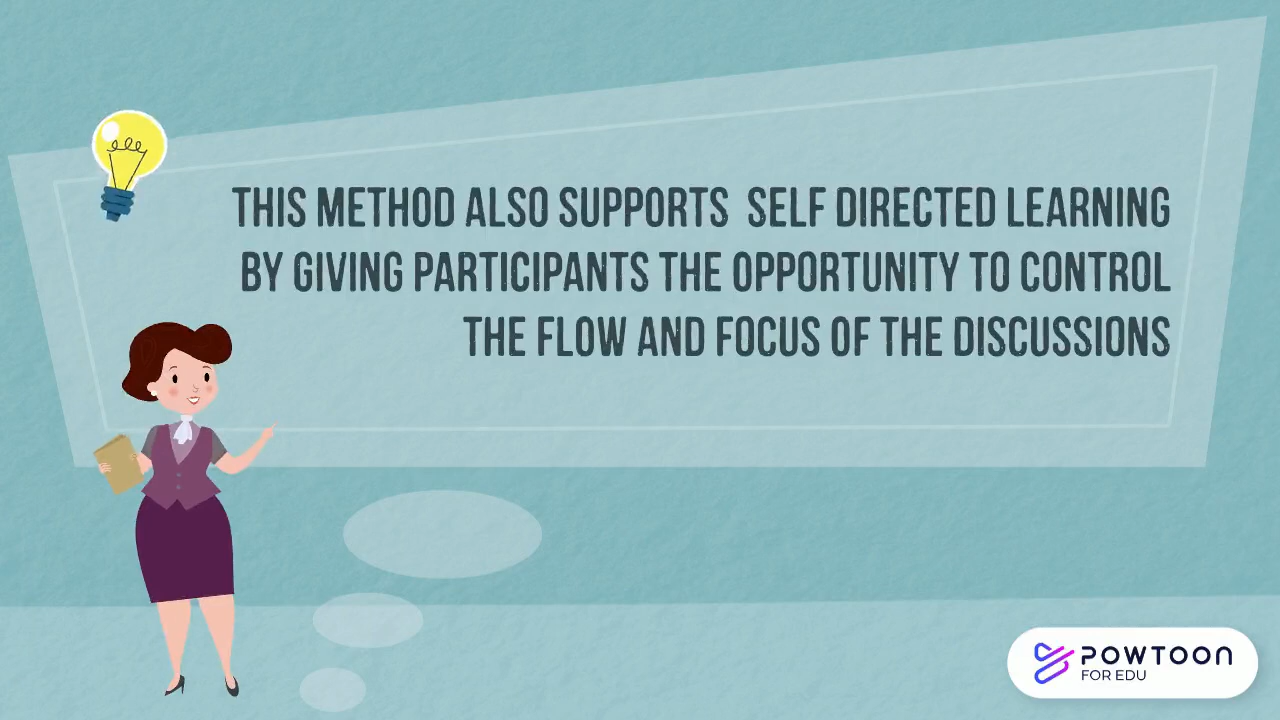 THIS METHOD ALSO SUPPORTS  SELF DIRECTED LEARNING
BY GIVING PARTICIPANTS THE OPPORTUNITY TO CONTROL
THE FLOW AND FOCUS OF THE DISCUSSIONS
POWTOON
FOR EDU